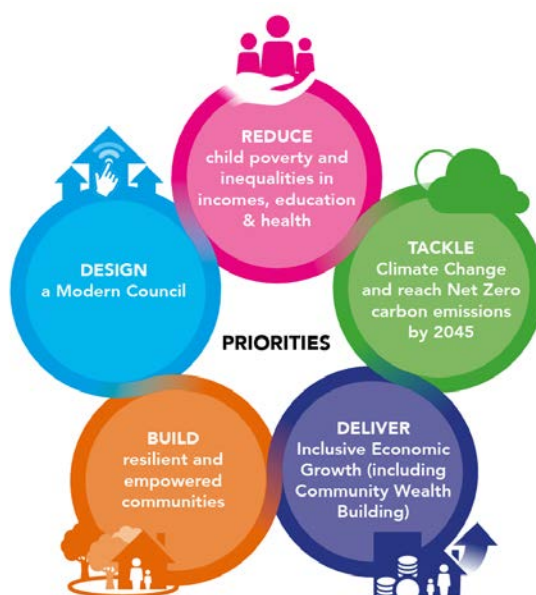 REDUCE
child poverty and
inequalities in
incomes, education
& health
TACKLE
Climate Change
and reach Net Zero
carbon emissions
by 2045
DESIGN
a Modern Council
PRIORITIES
DELIVER
Inclusive Economic
Growth (including
Community Wealth
Building)
BUILD
resilient and
empowered
communities